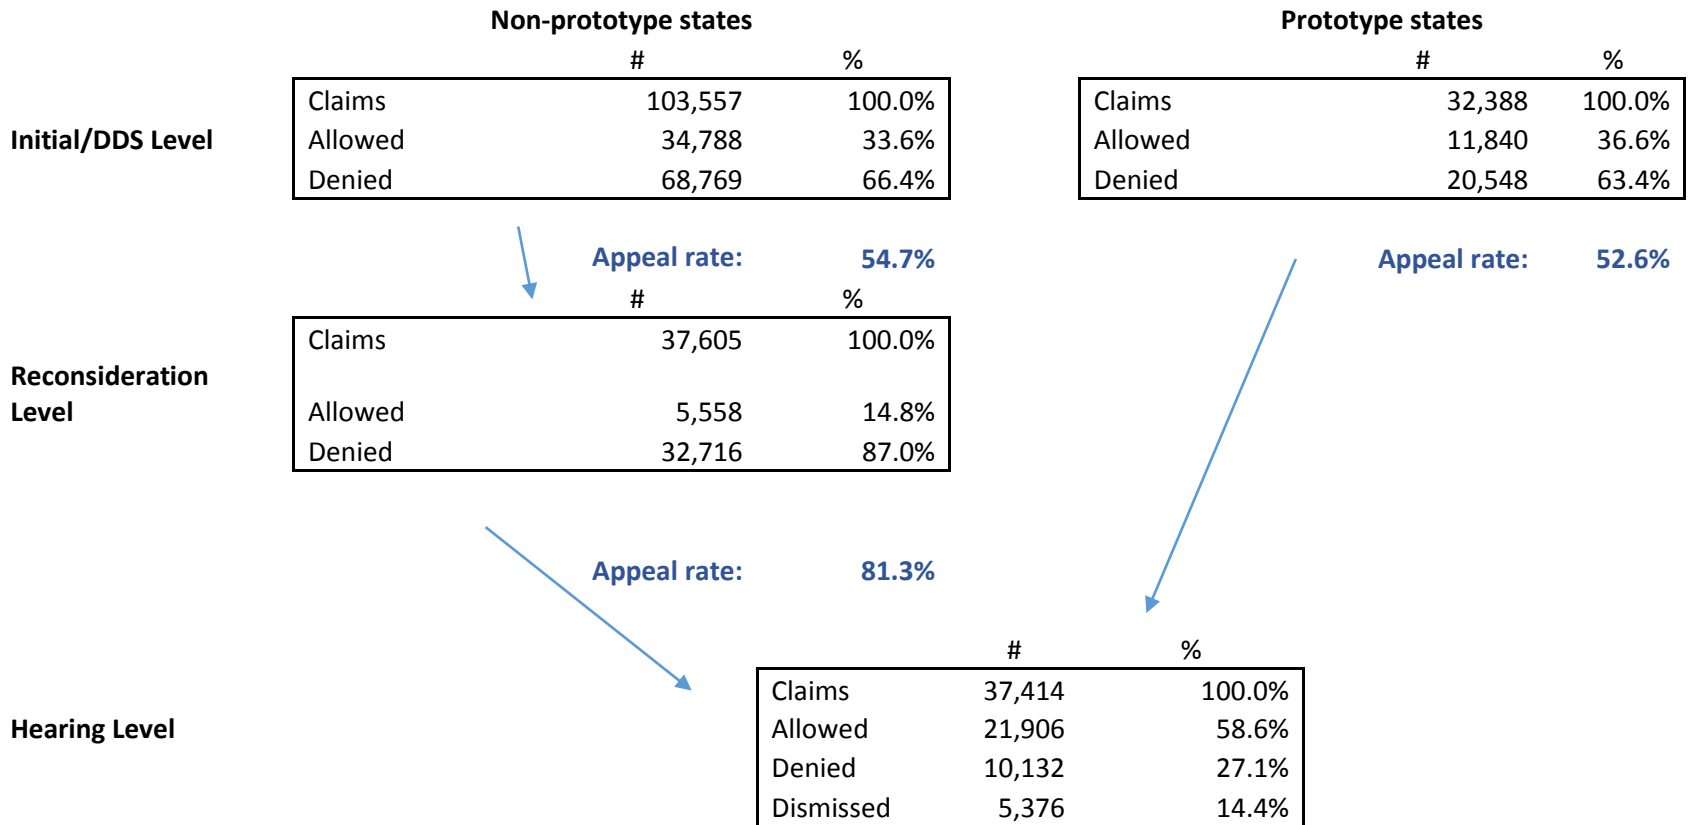 Non-prototype states Prototype states
# % # %
Claims 103,557 100.0% Claims 32,388 100.0%
Initial/DDS Level Allowed 34,788 33.6% Allowed 11,840 36.6%
Denied 68,769 66.4% Denied 20,548 63.4%
Appeal rate: 54.7% Appeal rate: 52.6%
# %
Claims 37,605 100.0%
Reconsideration
Level Allowed 5,558 14.8%
Denied 32,716 87.0%
Appeal rate: 81.3%
# %
Claims 37,414 100.0%
Hearing Level Allowed 21,906 58.6%
Denied 10,132 27.1%
Dismissed 5,376 14.4%